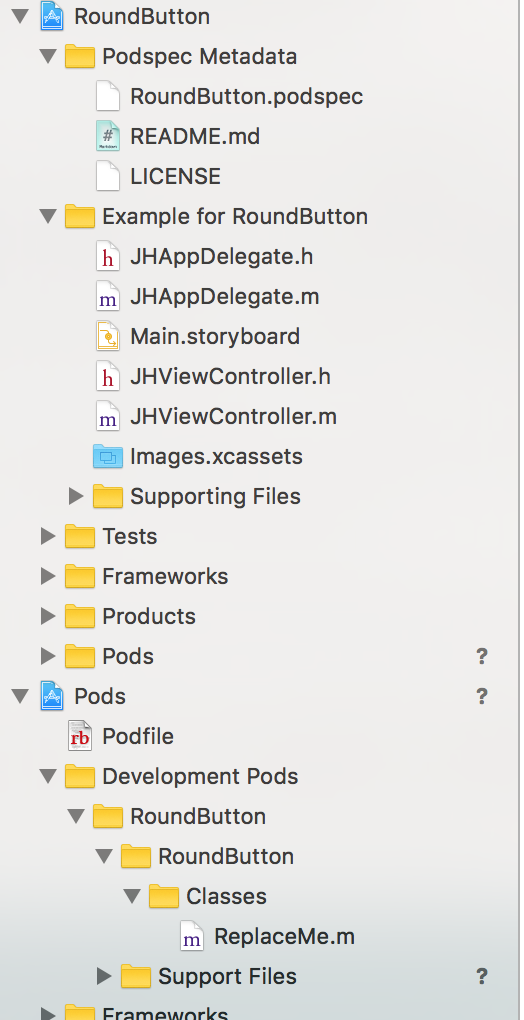 RoundButton
Podspec Metadata
RoundButton.podspec
# README.md
LICENSE
Example for RoundButton
h JHAppDelegate.h
m JHAppDelegate.m
Main.storyboard
h JHViewController.h
m JHViewController.m
Images.xcassets
Supporting Files
Tests
Frameworks
Products
Pods ?
Pods ?
rb Podfile
Development Pods
RoundButton
RoundButton
Classes
m ReplaceMe.m
Support Files ?
Frameworks